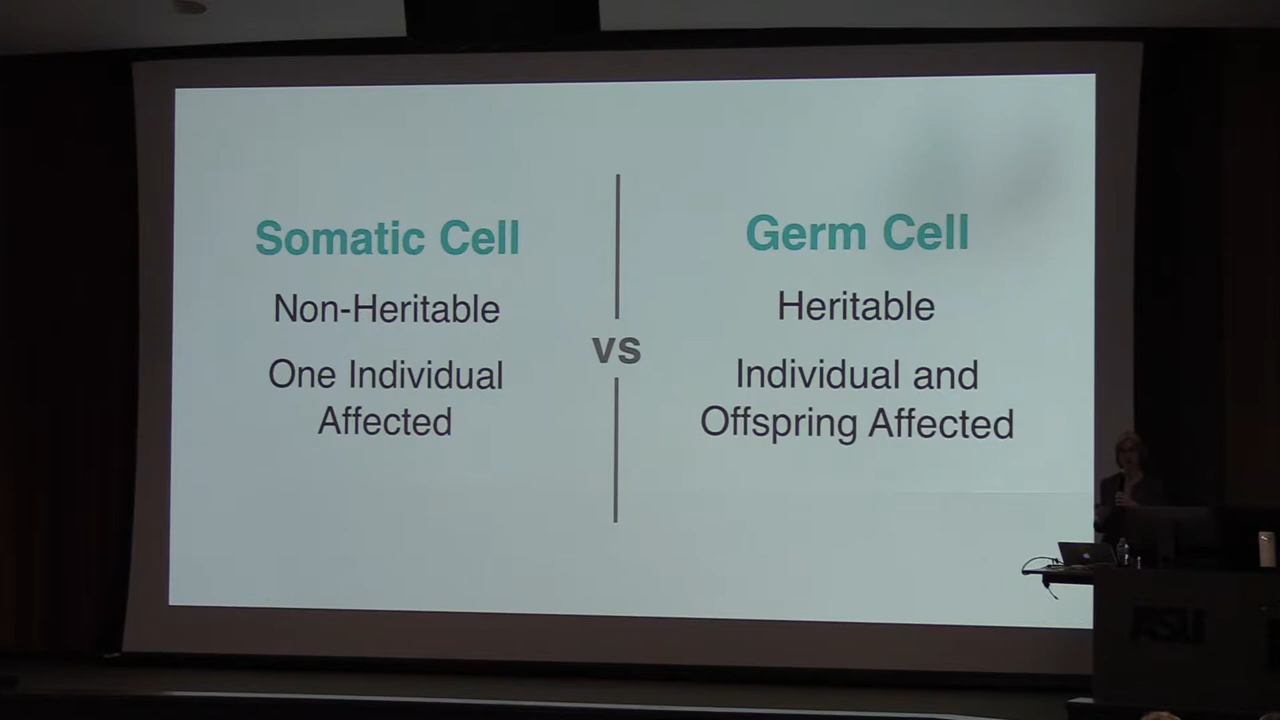 Somatic Cell
Non-Heritable
One Individual
Affected
vs
Germ Cell
Heritable
Individual and
Offspring Affected
ASU